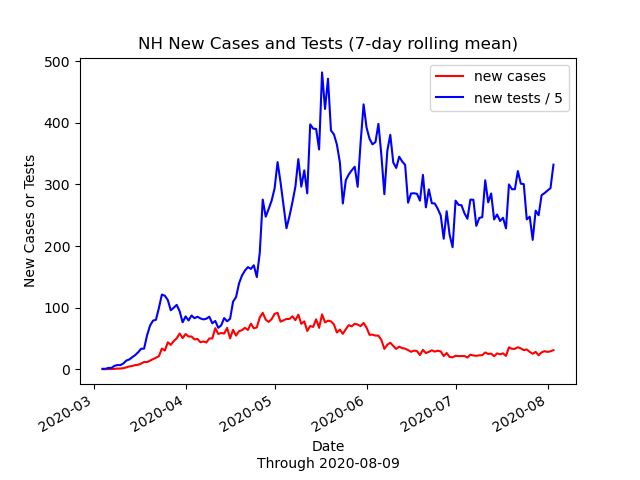 NH New Cases and Tests (7-day rolling mean)
new cases
new tests / 5
New Cases or Tests
500
400
300
200
100
0
2020-03
2020-04
2020-05
2020-06
2020-07
2020-08
Date
Through 2020-08-09